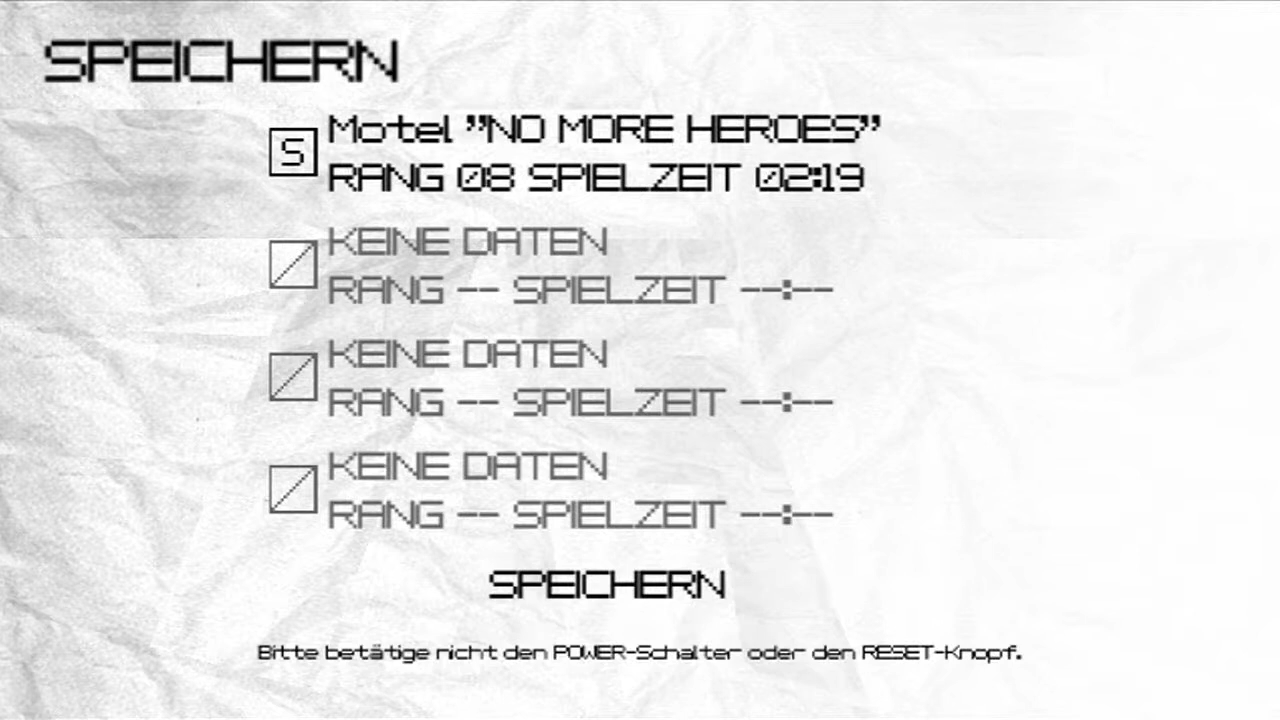 SPEICHERN
S
Motel "NO MORE HEROES"
RANG 08 SPIELZEIT 02:19
KEINE DATEN
RANG -- SPIELZEIT --:--
KEINE DATEN
RANG -- SPIELZEIT --:--
KEINE DATEN
RANG -- SPIELZEIT --:--
SPEICHERN
Bitte betätige nicht den POWER-Schalter oder den RESET-Knopf.